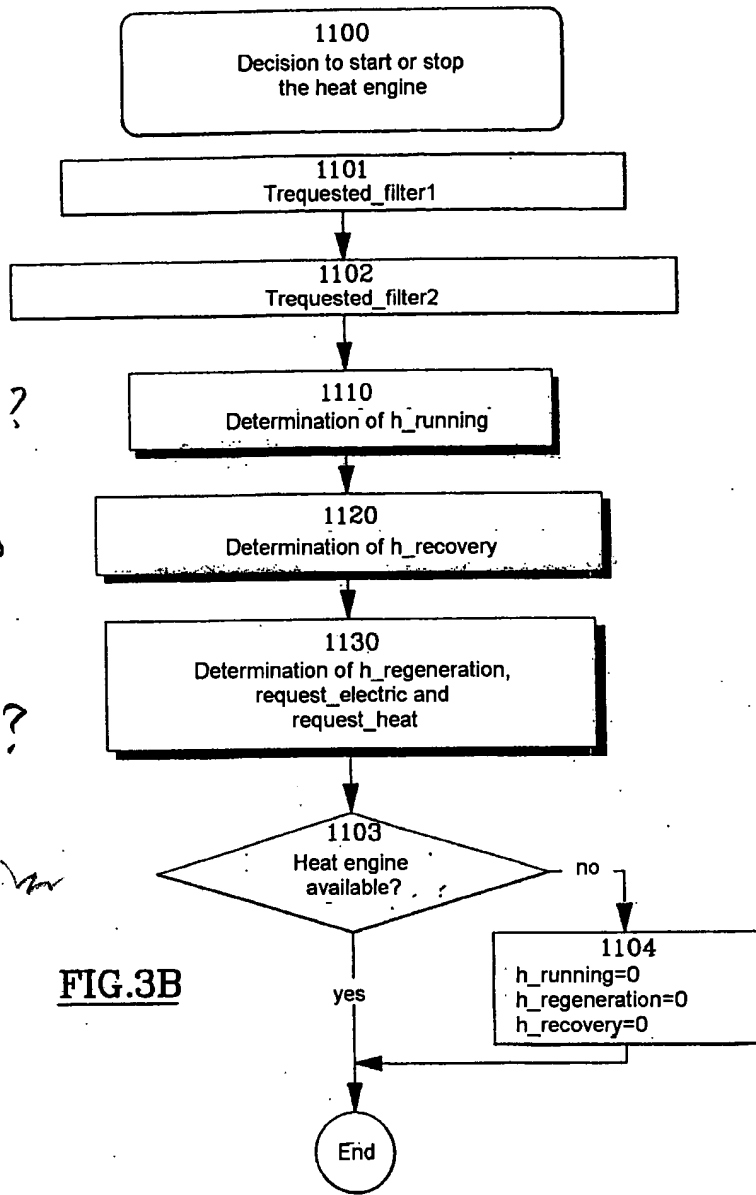 1100
Decision to start or stop
the heat engine
1101
Trequested_filter1
1102
Trequested_filter2
?
1110
Determination of h_running
1120
Determination of h_recovery
1130
Determination of h_regeneration,
request_electric and
request_heat
?
1103
Heat engine
available?
no
1104
h_running=0
h_regeneration=0
h_recovery=0
FIG.3B
yes
End